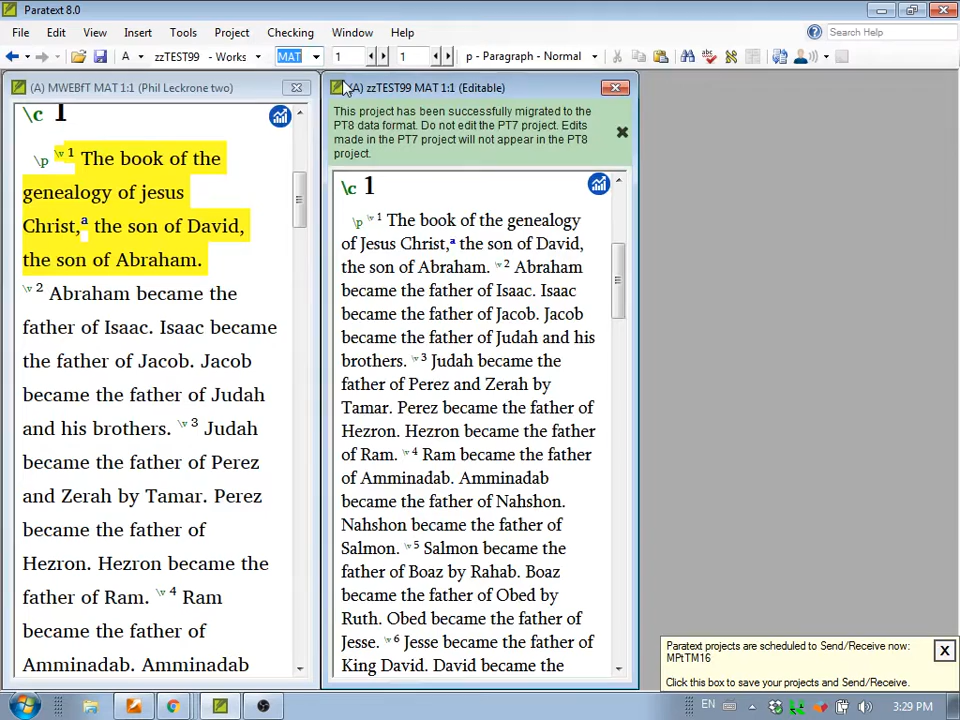 Paratext 8.0
File Edit View Insert Tools Project Checking Window Help
Search Help
A zzTEST99 - Works MAT 1 1 p - Paragraph - Normal
(A) MWEBfT MAT 1:1 (Phil Leckrone two)
\c 1
\p \v 1 The book of the
genealogy of jesus
Christ,a the son of David,
the son of Abraham.
\v 2 Abraham became the
father of Isaac. Isaac became
the father of Jacob. Jacob
became the father of Judah
and his brothers. \v 3 Judah
became the father of Perez
and Zerah by Tamar. Perez
became the father of
Hezron. Hezron became the
father of Ram. \v 4 Ram
became the father of
Amminadab. Amminadab
(A) zzTEST99 MAT 1:1 (Editable)
This project has been successfully migrated to the
PT8 data format. Do not edit the PT7 project. Edits
made in the PT7 project will not appear in the PT8
project.
\c 1
\p \v 1 The book of the genealogy
of Jesus Christ,a the son of David,
the son of Abraham. \v 2 Abraham
became the father of Isaac. Isaac
became the father of Jacob. Jacob
became the father of Judah and his
brothers. \v 3 Judah became the
father of Perez and Zerah by
Tamar. Perez became the father of
Hezron. Hezron became the father
of Ram. \v 4 Ram became the father
of Amminadab. Amminadab
became the father of Nahshon.
Nahshon became the father of
Salmon. \v 5 Salmon became the
father of Boaz by Rahab. Boaz
became the father of Obed by
Ruth. Obed became the father of
Jesse. \v 6 Jesse became the father of
King David. David became the
Paratext projects are scheduled to Send/Receive now:
MPtTM16
Click this box to save your projects and Send/Receive.
X
EN 3:29 PM